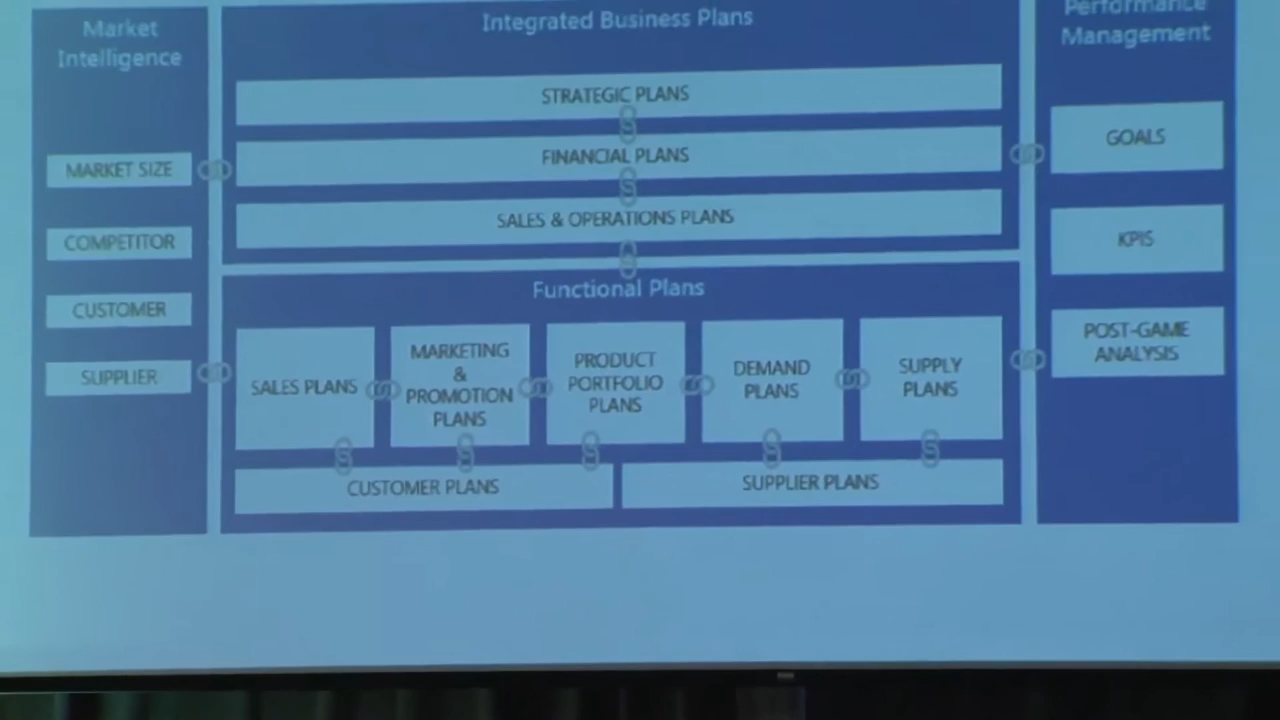 Market
Intelligence
MARKET SIZE
COMPETITOR
CUSTOMER
SUPPLIER
Integrated Business Plans
STRATEGIC PLANS
FINANCIAL PLANS
SALES & OPERATIONS PLANS
Functional Plans
SALES PLANS
MARKETING
&
PROMOTION
PLANS
PRODUCT
PORTFOLIO
PLANS
DEMAND
PLANS
SUPPLY
PLANS
CUSTOMER PLANS
SUPPLIER PLANS
Performance
Management
GOALS
KPIS
POST-GAME
ANALYSIS